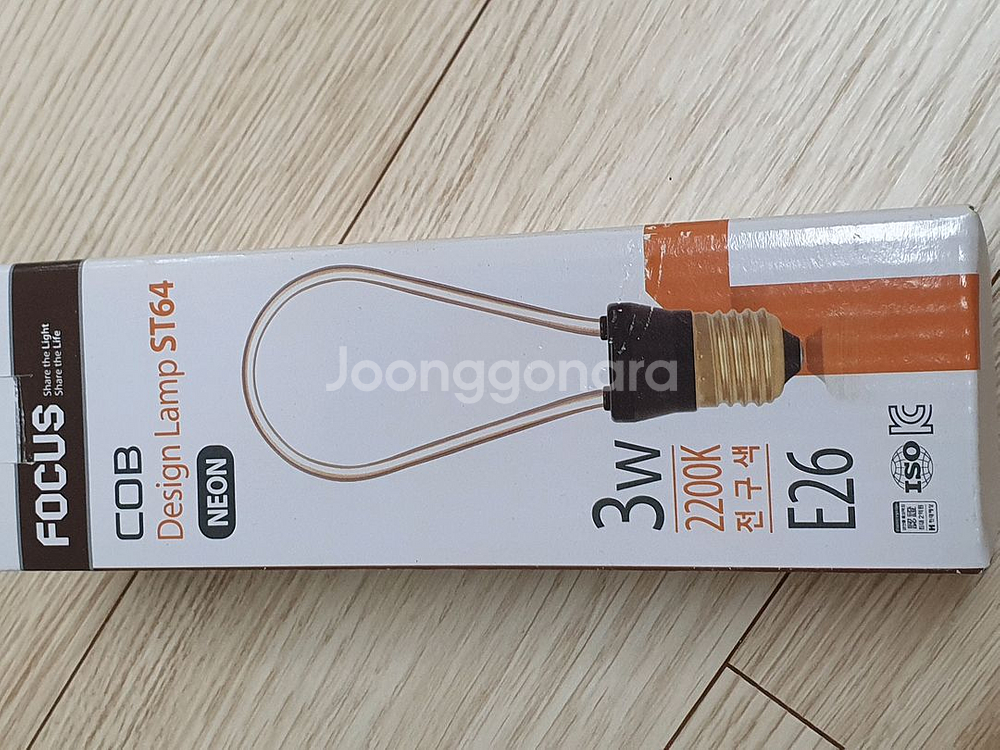 FOCUS
Share the Light
Share the Life
COB
Design Lamp ST64
NEON
Joonggonara
3W
2200K
전구색
E26
ISO